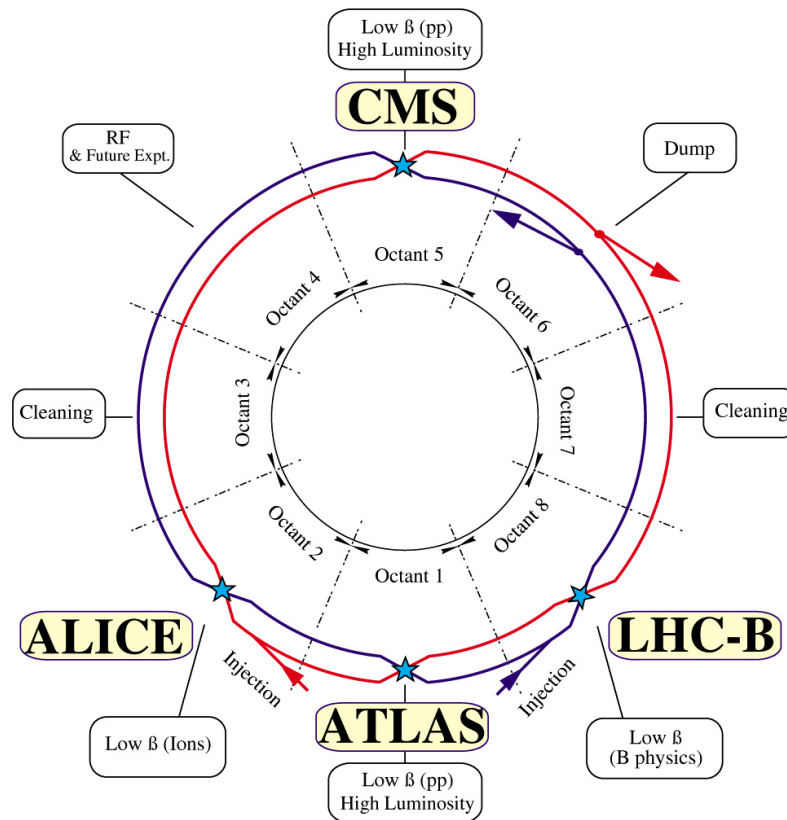 Low ß (pp)
High Luminosity
CMS
RF
& Future Expt.
Dump
Octant 5
Octant 4
Octant 6
Cleaning
Octant 3
Octant 7
Cleaning
Octant 2
Octant 8
Octant 1
ALICE
LHC-B
Injection
Injection
ATLAS
Low ß (Ions)
Low ß
(B physics)
Low ß (pp)
High Luminosity